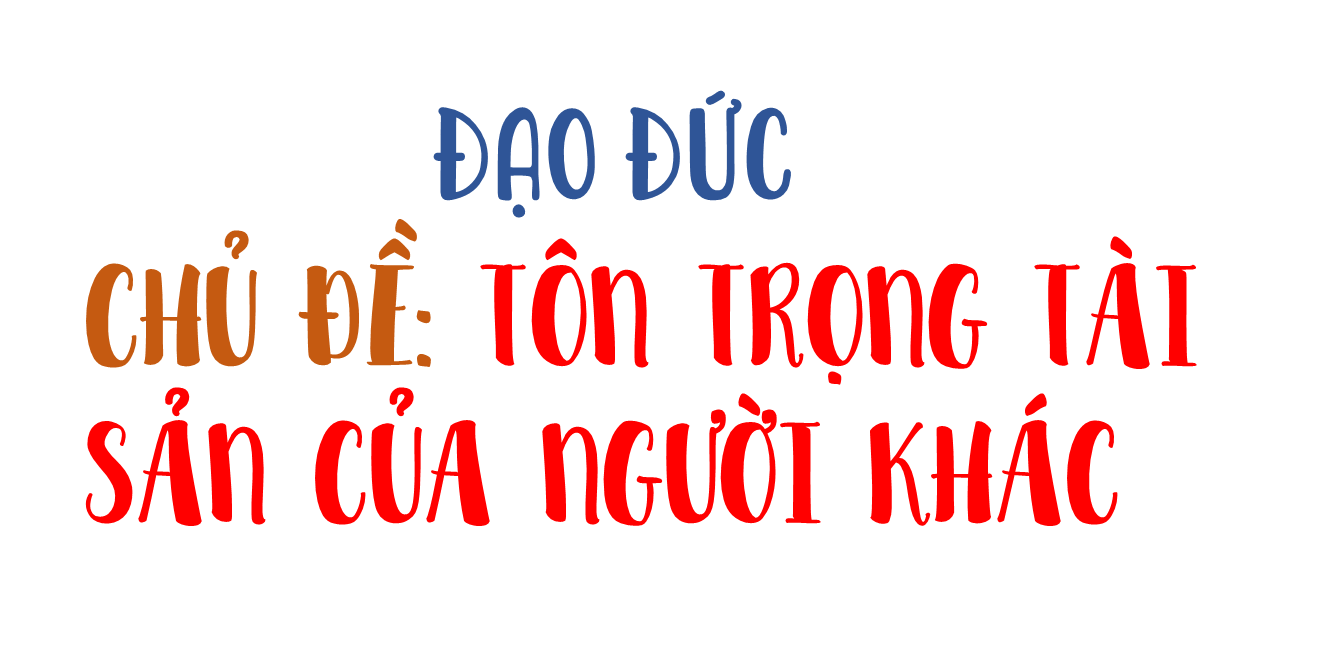 ĐẠO ĐỨC
CHỦ ĐỀ: TÔN TRỌNG TÀI
SẢN CỦA NGƯỜI KHÁC